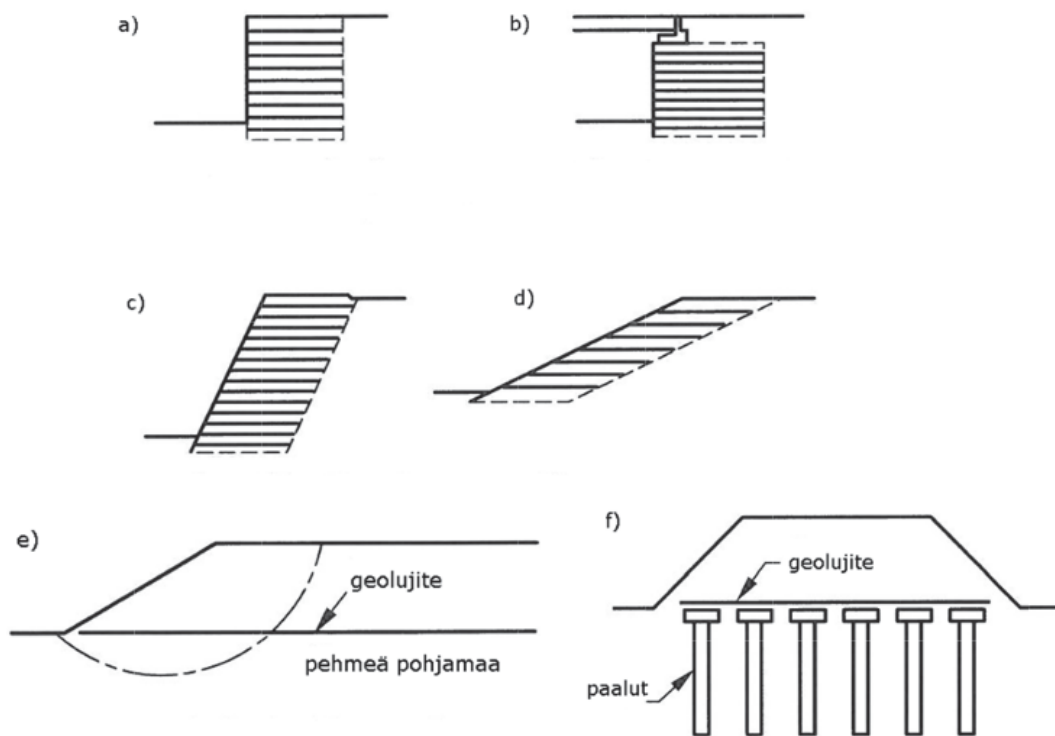 a)
b)
c)
d)
e)
geolujite
pehmeä pohjamaa
f)
geolujite
paalut